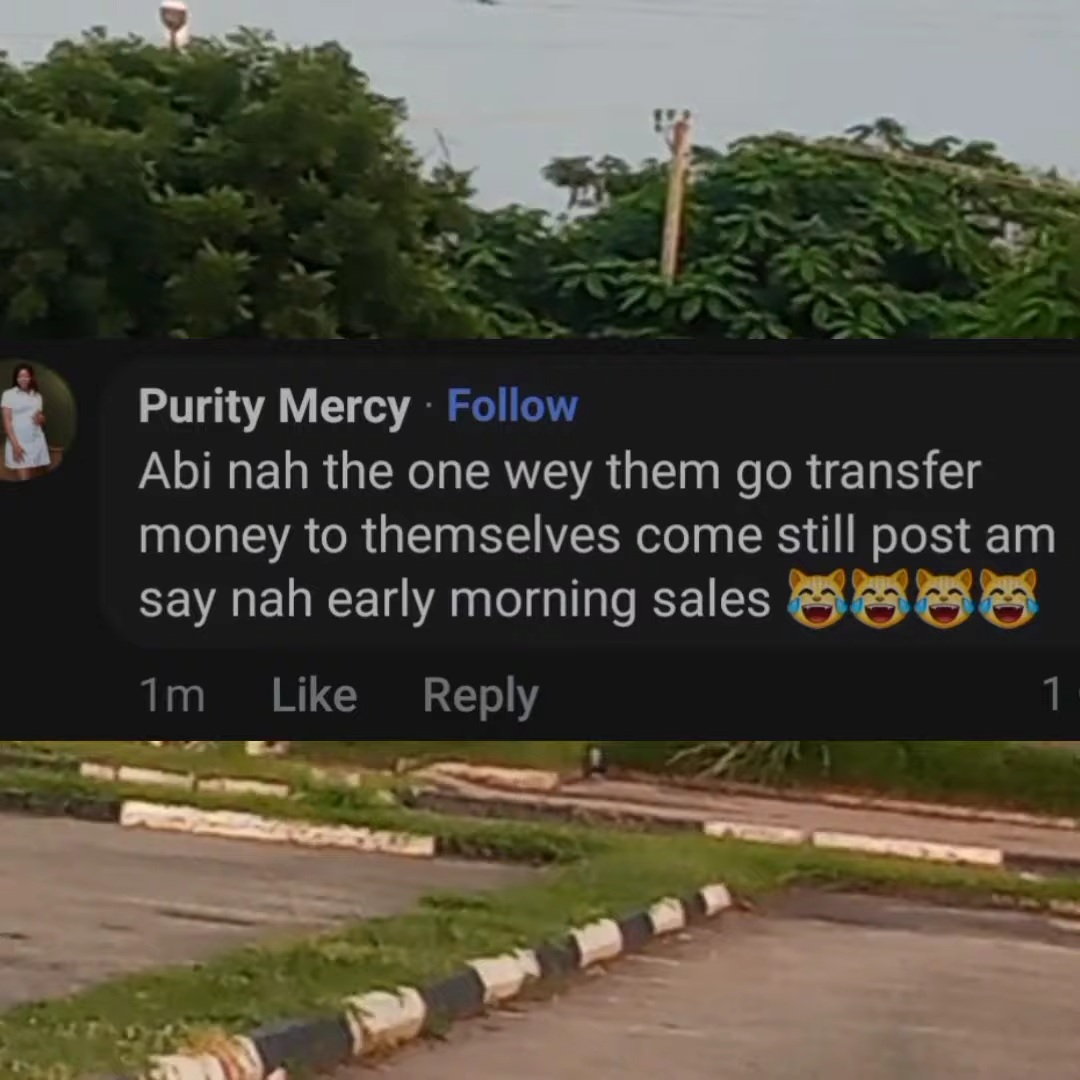 Purity Mercy · Follow
Abi nah the one wey them go transfer
money to themselves come still post am
say nah early morning sales 😹😹😹😹
1m Like Reply 1